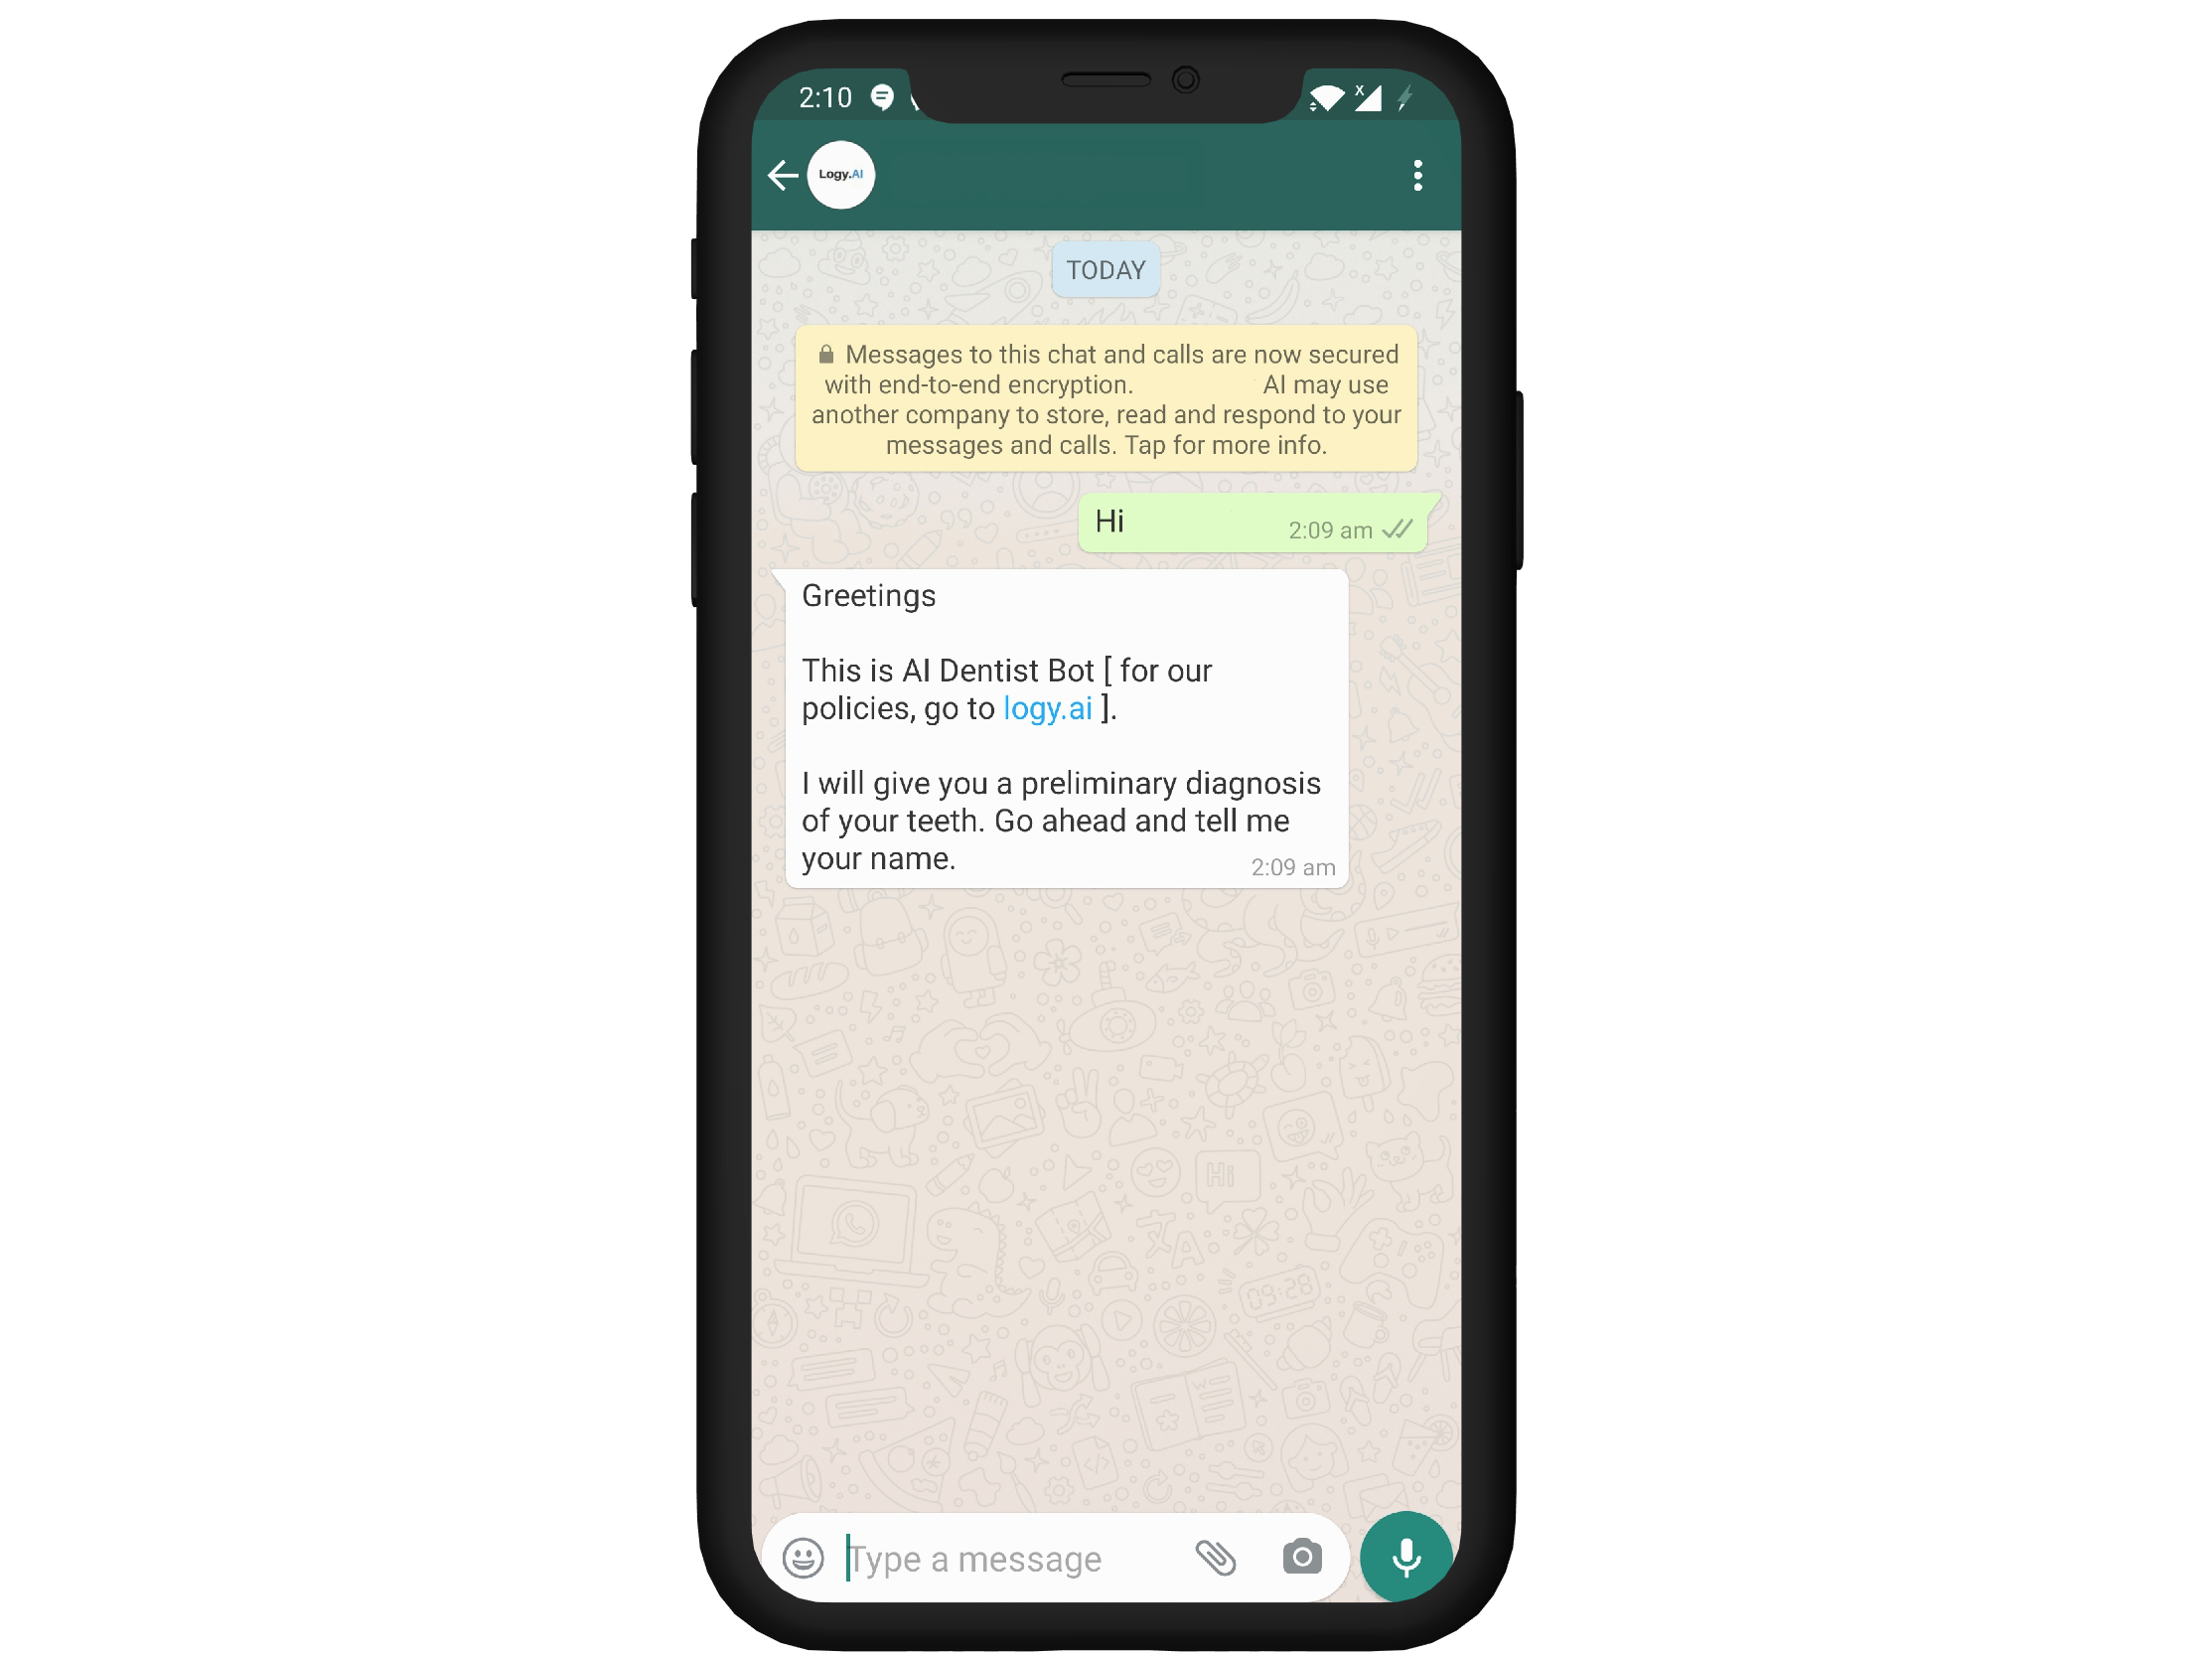 2:10
Logy.AI
TODAY
Messages to this chat and calls are now secured
with end-to-end encryption. AI may use
another company to store, read and respond to your
messages and calls. Tap for more info.
Hi
2:09 am
Greetings
This is AI Dentist Bot [ for our
policies, go to logy.ai ].
I will give you a preliminary diagnosis
of your teeth. Go ahead and tell me
your name.
2:09 am
Hi
09:28
Type a message